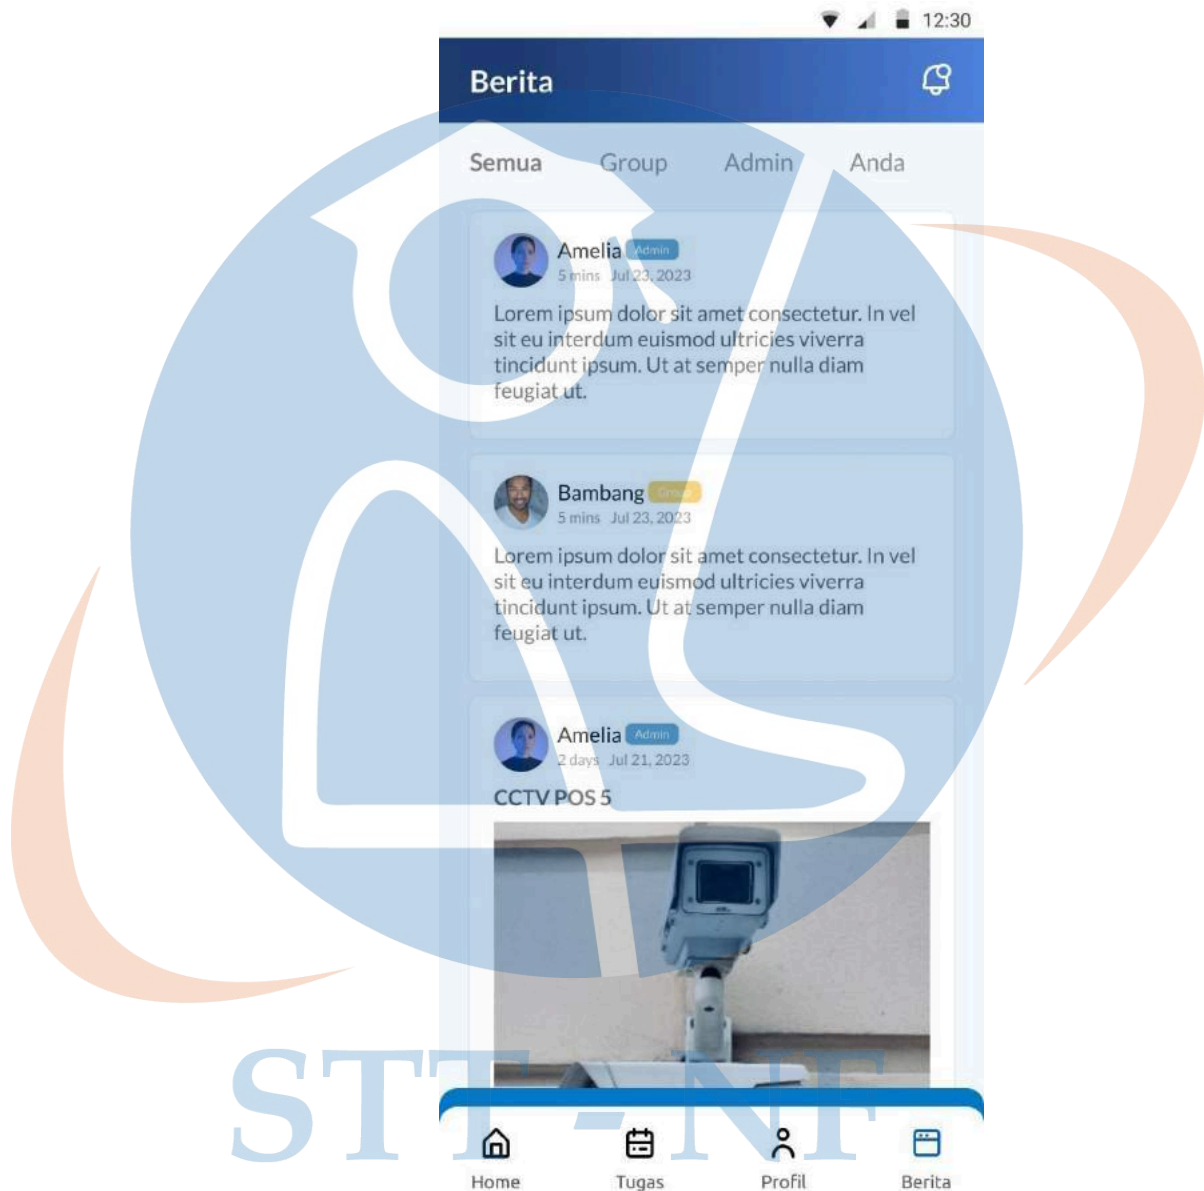 12:30
Berita
Semua Group Admin Anda
Amelia Admin
5 mins Jul 23, 2023
Lorem ipsum dolor sit amet consectetur. In vel
sit eu interdum euismod ultricies viverra
tincidunt ipsum. Ut at semper nulla diam
feugiat ut.
Bambang Group
5 mins Jul 23, 2023
Lorem ipsum dolor sit amet consectetur. In vel
sit eu interdum euismod ultricies viverra
tincidunt ipsum. Ut at semper nulla diam
feugiat ut.
Amelia Admin
2 days Jul 21, 2023
CCTV POS 5
STT - NF
Home Tugas Profil Berita